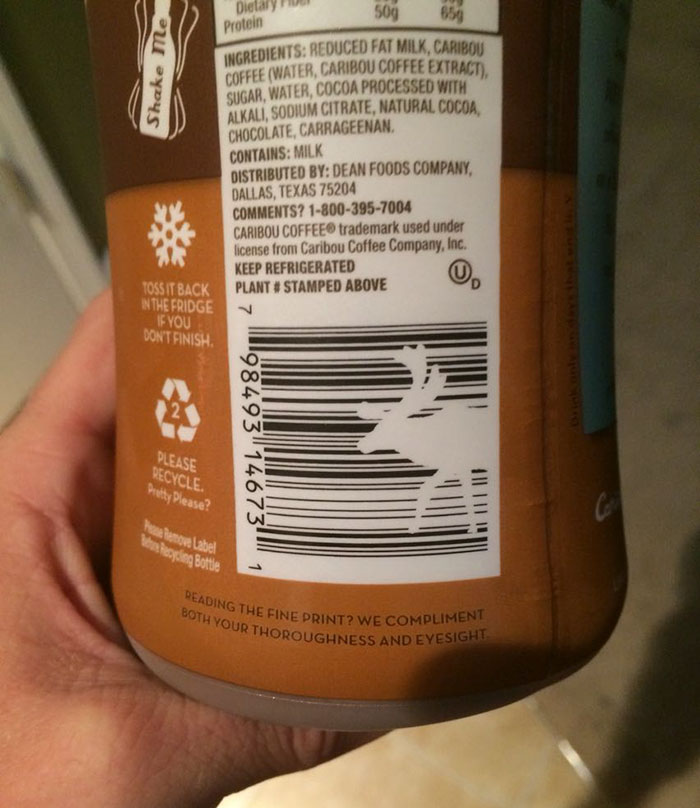 Shake Me
Dietary Fiber
50g 65g
Protein
INGREDIENTS: REDUCED FAT MILK, CARIBOU
COFFEE (WATER, CARIBOU COFFEE EXTRACT),
SUGAR, WATER, COCOA PROCESSED WITH
ALKALI, SODIUM CITRATE, NATURAL COCOA,
CHOCOLATE, CARRAGEENAN.
CONTAINS: MILK
DISTRIBUTED BY: DEAN FOODS COMPANY,
DALLAS, TEXAS 75204
COMMENTS? 1-800-395-7004
CARIBOU COFFEE® trademark used under
license from Caribou Coffee Company, Inc.
KEEP REFRIGERATED
PLANT # STAMPED ABOVE
U D
TOSS IT BACK
IN THE FRIDGE
IF YOU
DON'T FINISH.
2
PLEASE
RECYCLE.
Pretty Please?
Please Remove Label
Before Recycling Bottle
7 98493 14673 1
READING THE FINE PRINT? WE COMPLIMENT
BOTH YOUR THOROUGHNESS AND EYESIGHT.